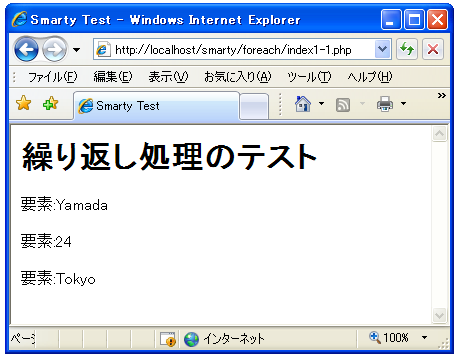 Smarty Test - Windows Internet Explorer
http://localhost/smarty/foreach/index1-1.php
ファイル(F) 編集(E) 表示(V) お気に入り(A) ツール(T) ヘルプ(H)
Smarty Test
»
繰り返し処理のテスト
要素:Yamada
要素:24
要素:Tokyo
ページ インターネット 100%